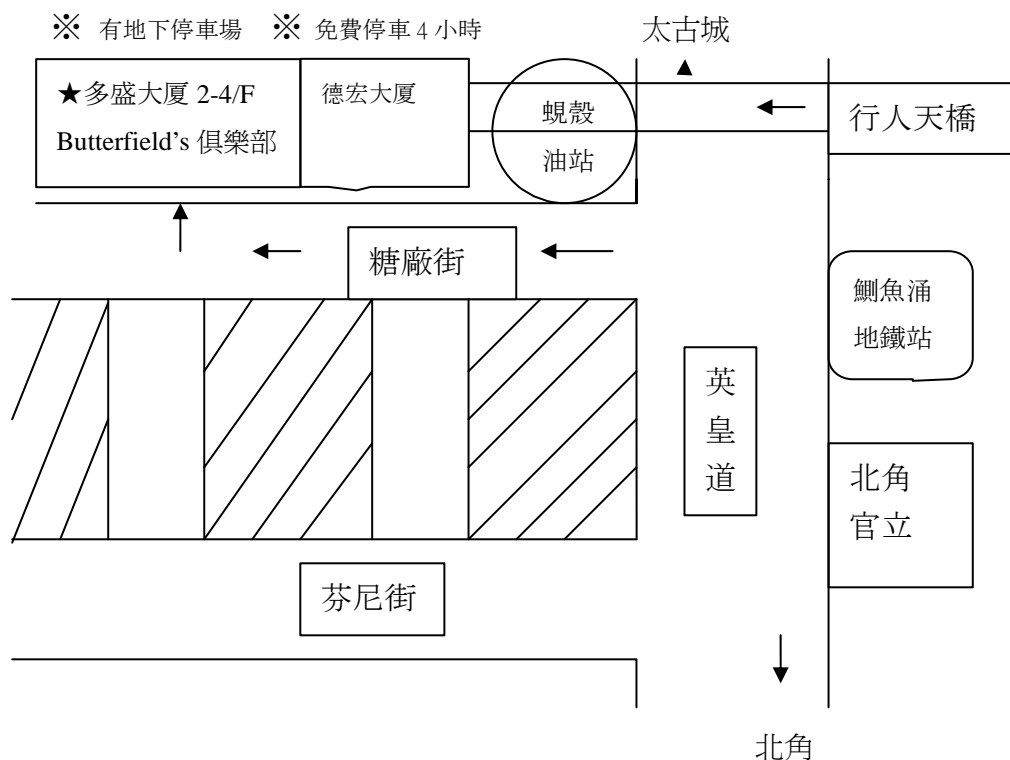 ※ 有地下停車場 ※ 免費停車 4 小時
太古城
★多盛大厦 2-4/F
Butterfield's 俱樂部
德宏大厦
蜆殼
油站
行人天橋
糖廠街
鰂魚涌
地鐵站
英
皇
道
北角
官立
芬尼街
北角